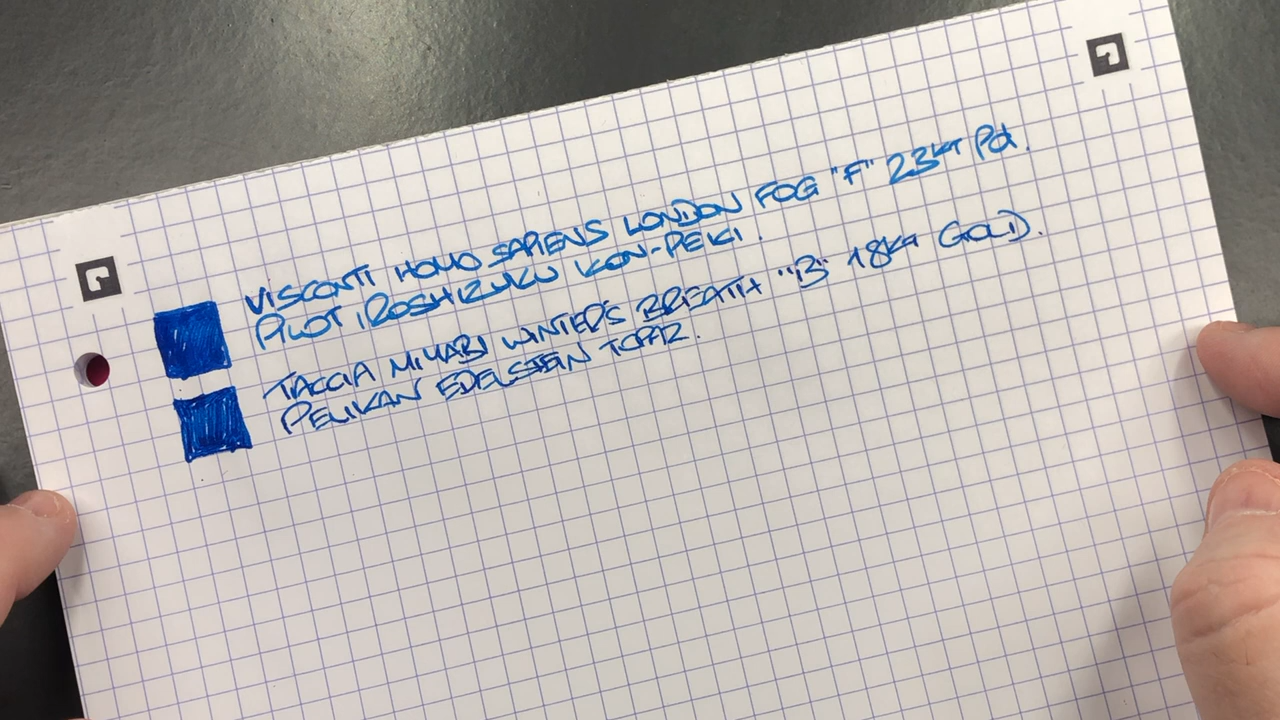 VISCONTI HOMO SAPIENS LONDON FOG "F" 23KT Pd.
PILOT IROSHIZUKU KON-PEKI.
TACCIA MIYABI WINTER'S BREATH "B" 18KT GOLD.
PELIKAN EDELSTEIN TOPAZ.